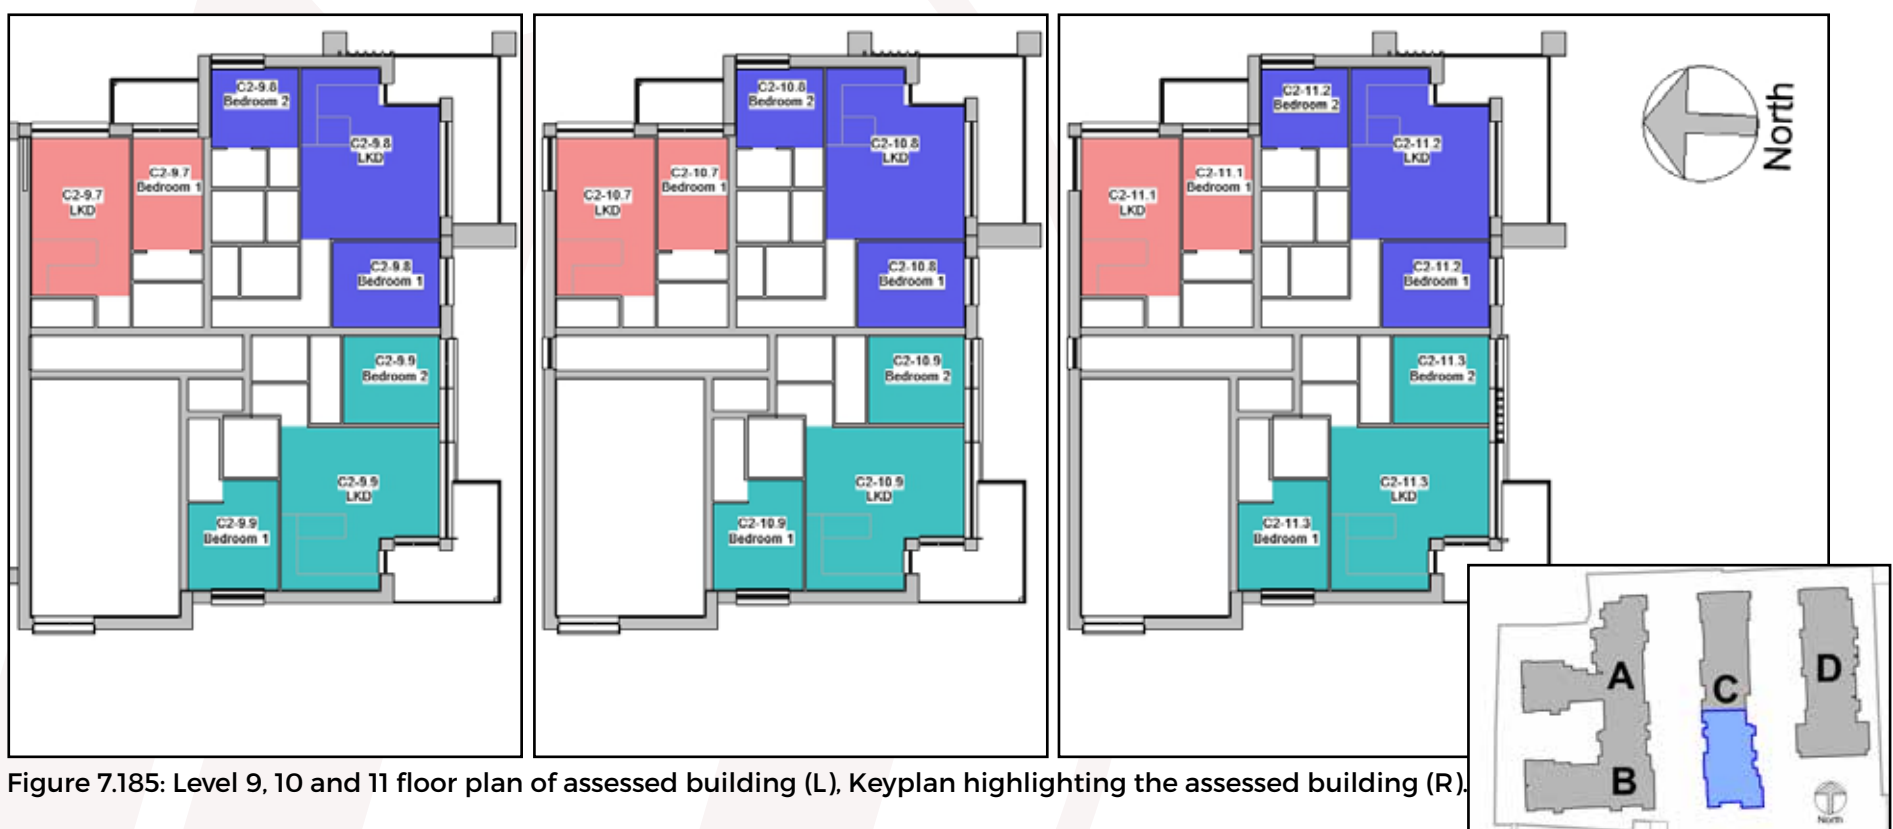 C2-9.8
Bedroom 2
C2-9.8
LKD
C2-9.7
Bedroom 1
C2-9.7
LKD
C2-9.8
Bedroom 1
C2-9.9
Bedroom 2
C2-9.9
LKD
C2-9.9
Bedroom 1
C2-10.8
Bedroom 2
C2-10.8
LKD
C2-10.7
Bedroom 1
C2-10.7
LKD
C2-10.8
Bedroom 1
C2-10.9
Bedroom 2
C2-10.9
LKD
C2-10.9
Bedroom 1
C2-11.2
Bedroom 2
C2-11.2
LKD
C2-11.1
Bedroom 1
C2-11.1
LKD
C2-11.2
Bedroom 1
C2-11.3
Bedroom 2
C2-11.3
LKD
C2-11.3
Bedroom 1
North
A
B
C
D
North
Figure 7.185: Level 9, 10 and 11 floor plan of assessed building (L), Keyplan highlighting the assessed building (R).